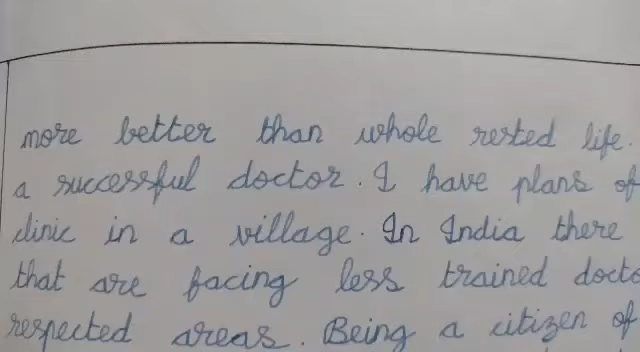 more better than whole rested life.
a successful doctor. I have plans of
clinic in a village. In India there
that are facing less trained docto
respected areas. Being a citizen of